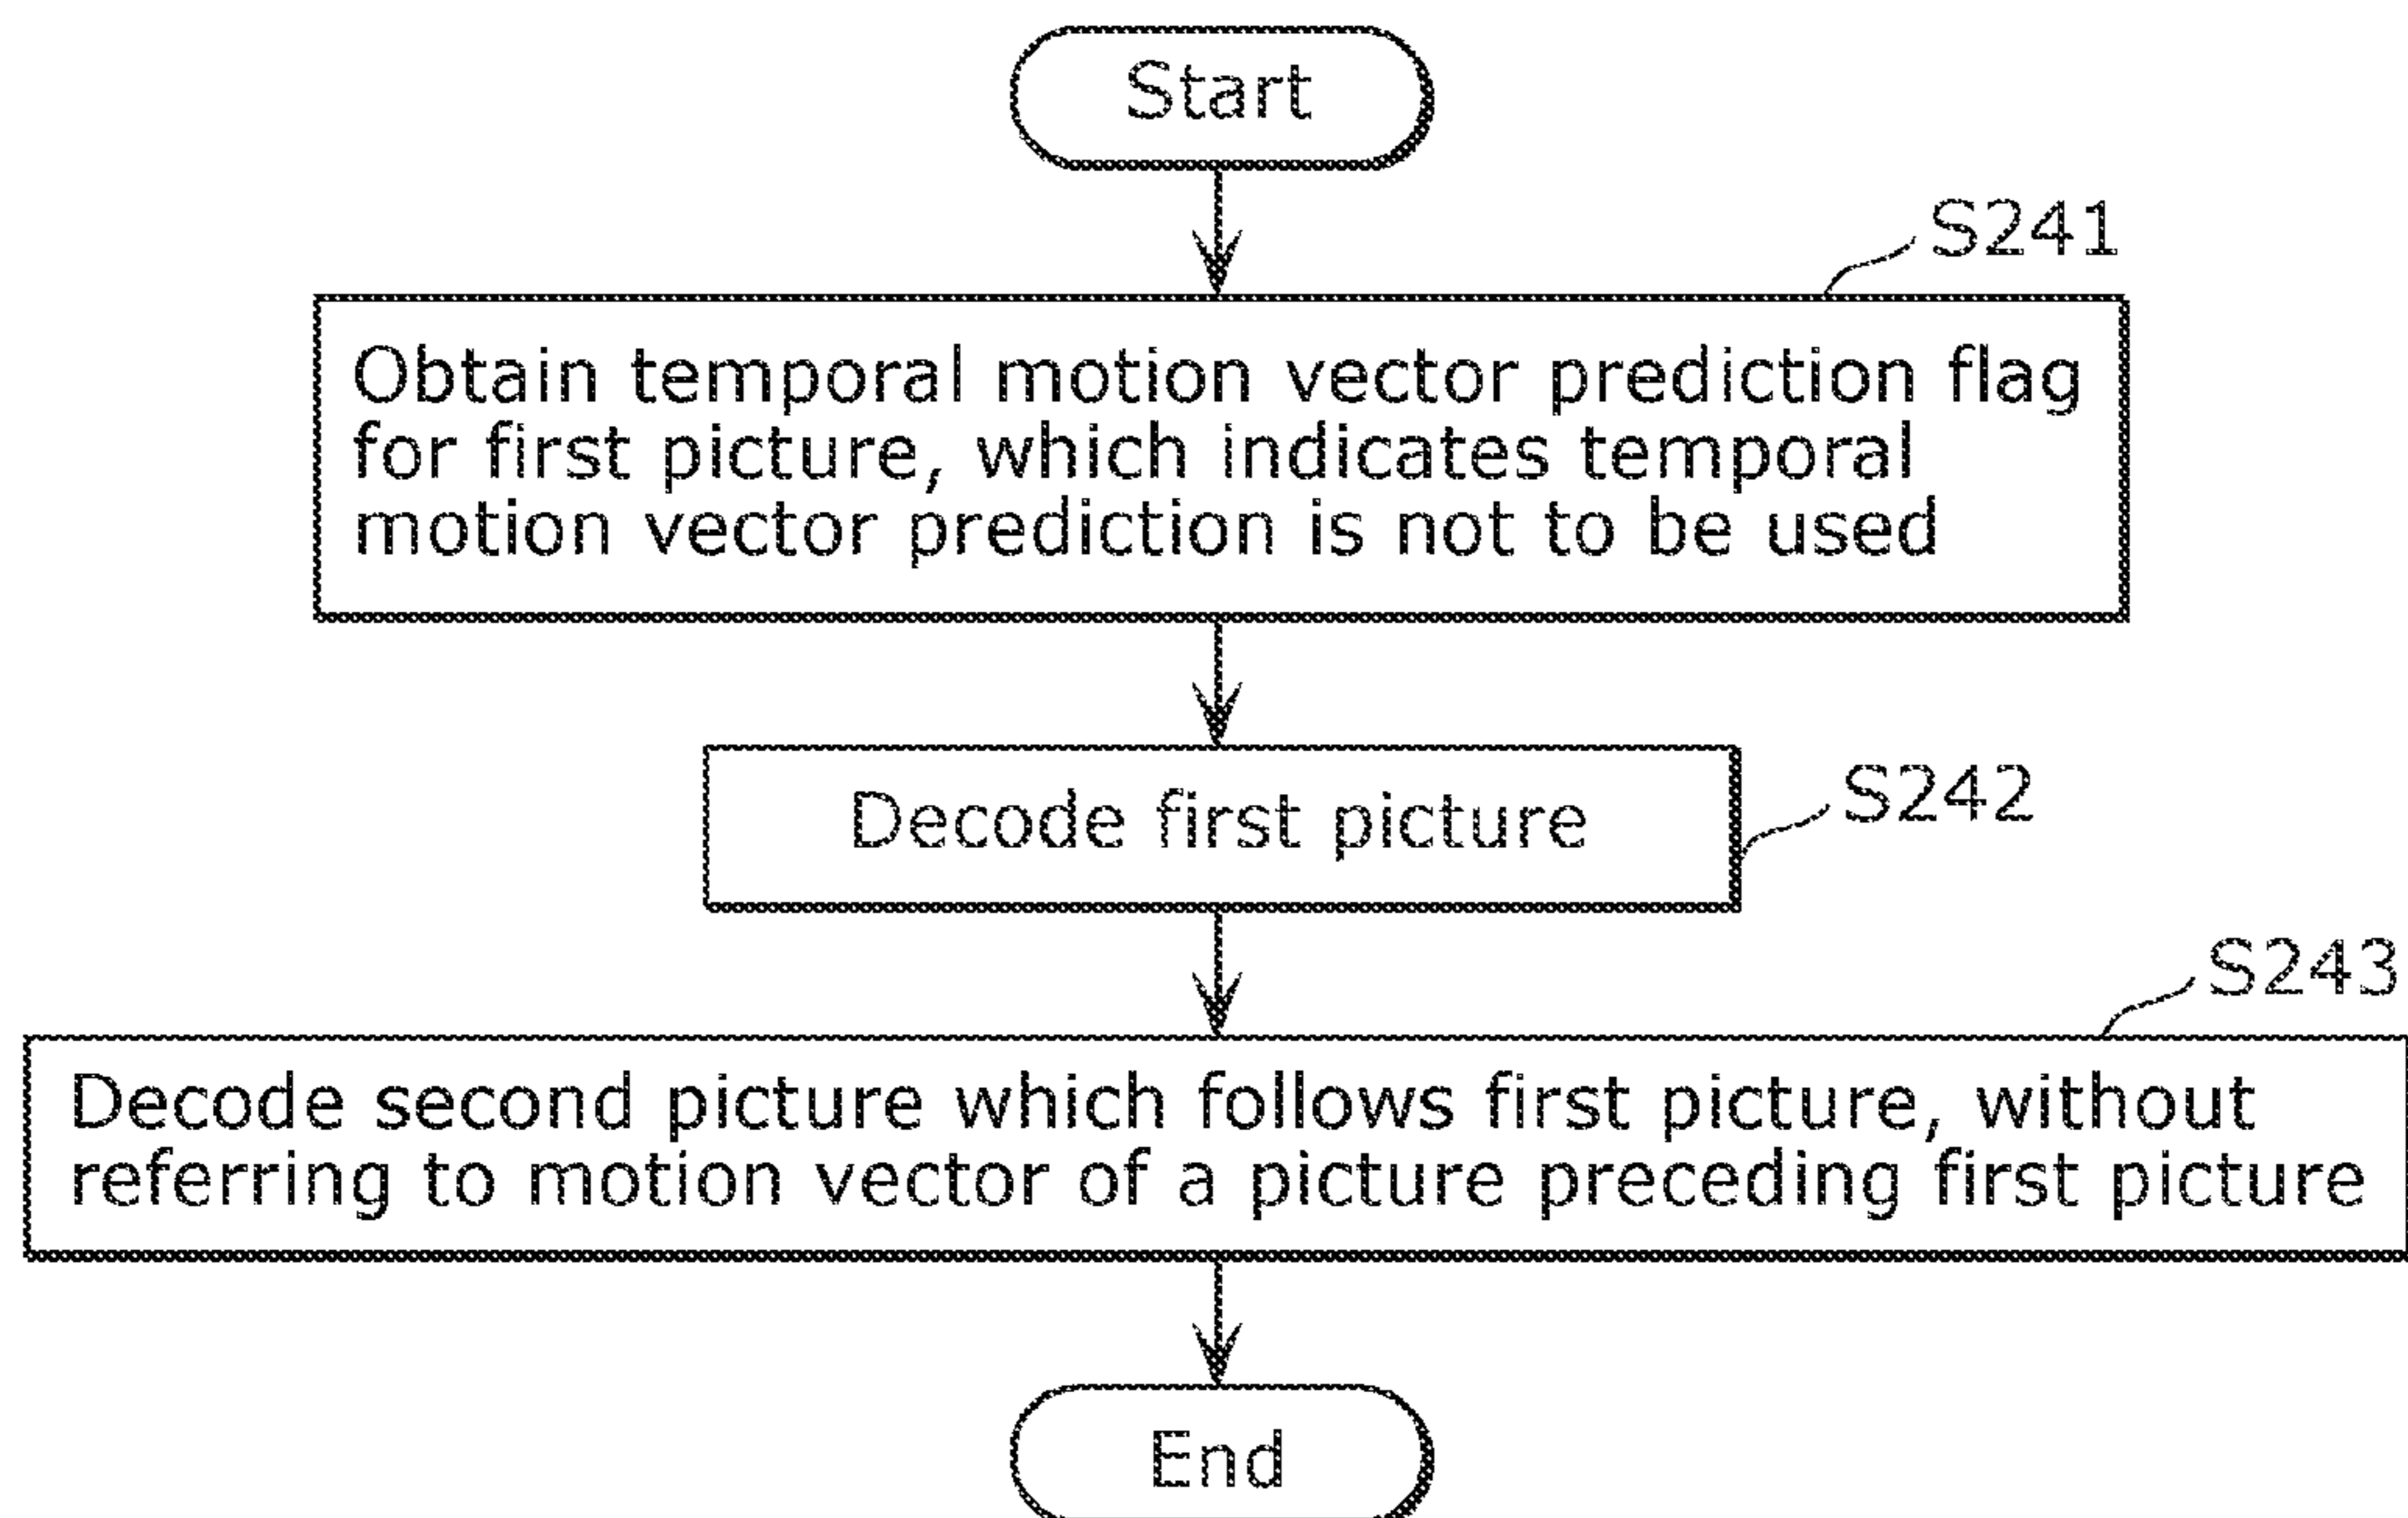 Start
S241
Obtain temporal motion vector prediction flag
for first picture, which indicates temporal
motion vector prediction is not to be used
Decode first picture
S242
S243
Decode second picture which follows first picture, without
referring to motion vector of a picture preceding first picture
End